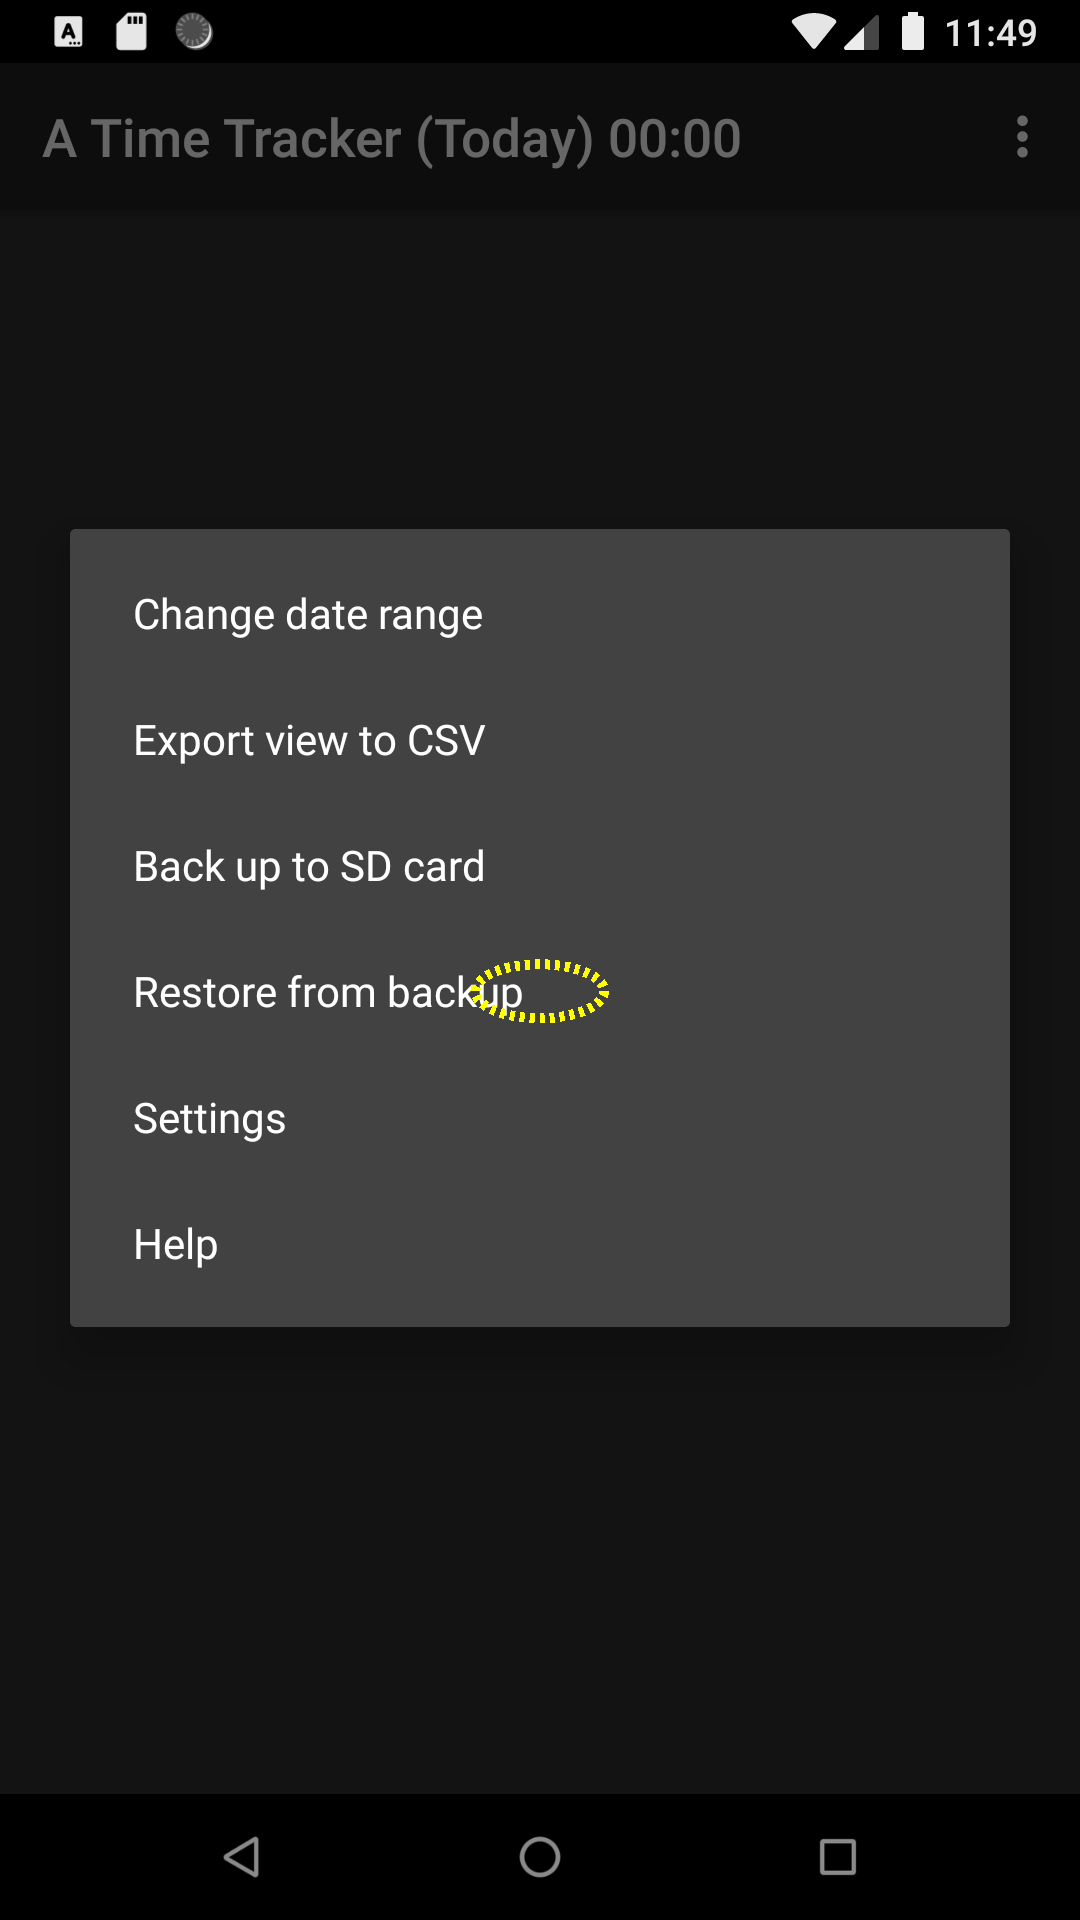 11:49
A Time Tracker (Today) 00:00
Change date range
Export view to CSV
Back up to SD card
Restore from backup
Settings
Help